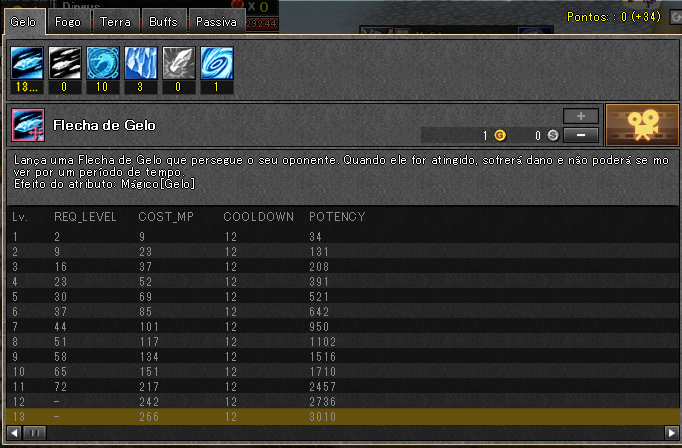 Dingus
X 0
29244
Pontos: : 0 (+34)
Gelo Fogo Terra Buffs Passiva
13... 0 10 3 0 1
Flecha de Gelo
1 G 0 S
Lança uma Flecha de Gelo que persegue o seu oponente. Quando ele for atingido, sofrerá dano e não poderá se mo
ver por um período de tempo.
Efeito do atributo: Mágico[Gelo]
Lv. REQ_LEVEL COST_MP COOLDOWN POTENCY
1 2 9 12 34
2 9 23 12 131
3 16 37 12 208
4 23 52 12 391
5 30 69 12 521
6 37 85 12 642
7 44 101 12 950
8 51 117 12 1102
9 58 134 12 1516
10 65 151 12 1710
11 72 217 12 2457
12 - 242 12 2736
13 - 266 12 3010